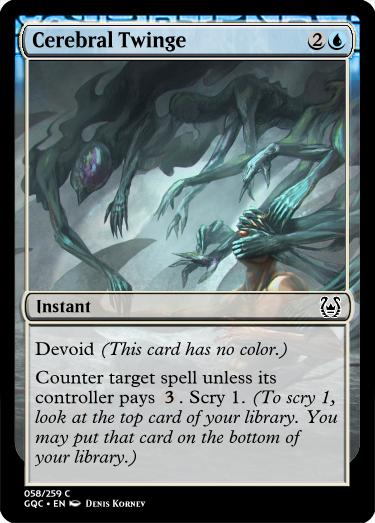 Cerebral Twinge 2
Instant
Devoid (This card has no color.)
Counter target spell unless its
controller pays 3. Scry 1. (To scry 1,
look at the top card of your library. You
may put that card on the bottom of
your library.)
058/259 C
GQC • EN Denis Kornev